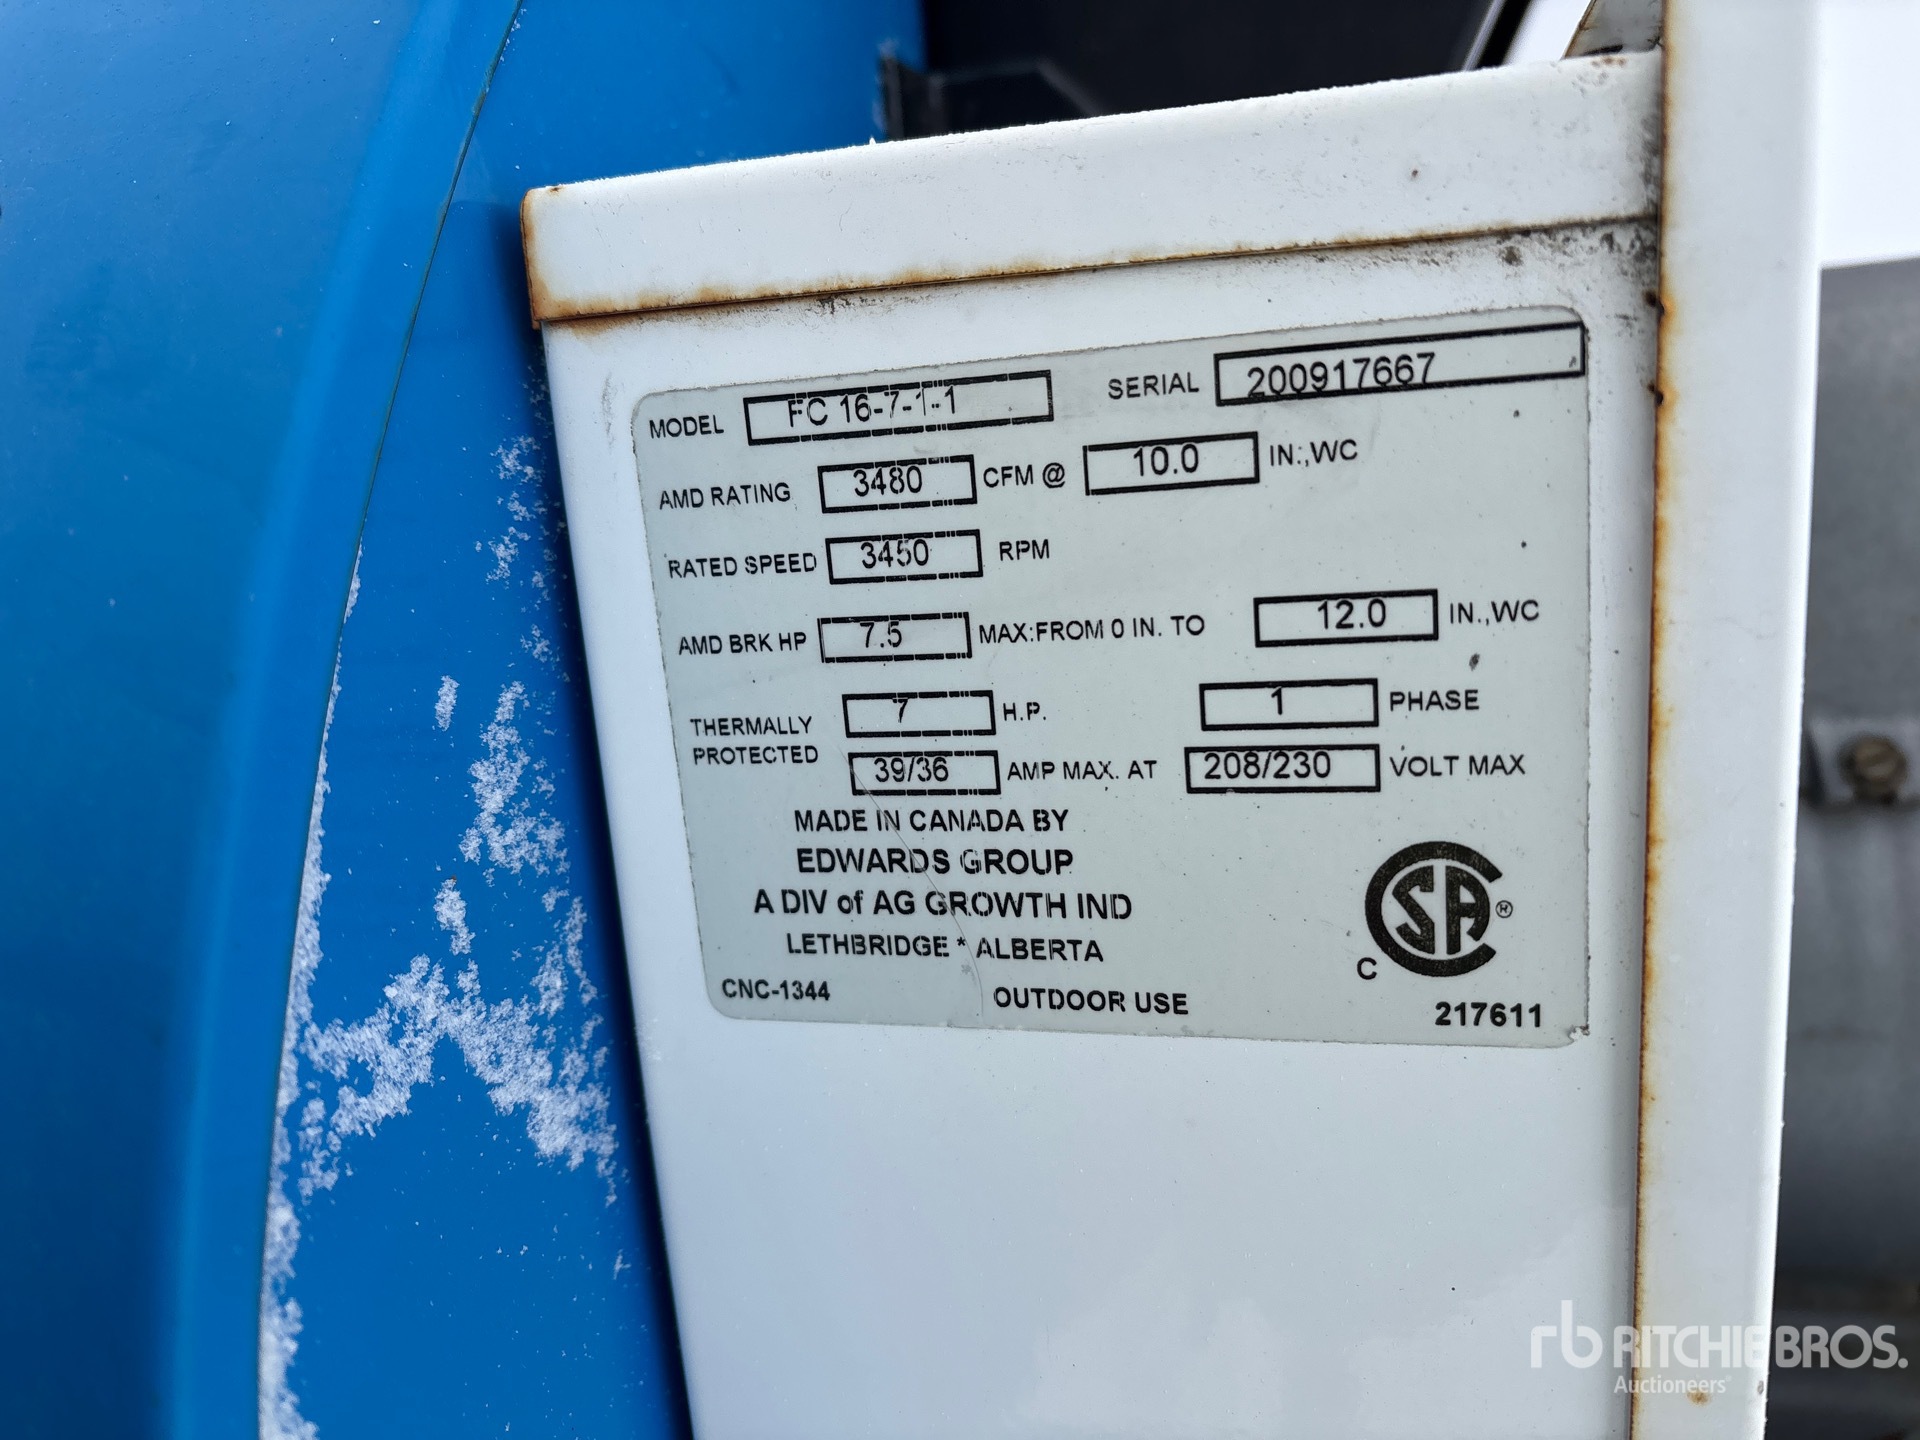 MODEL FC 16-7-1-1 SERIAL 200917667
AMD RATING 3480 CFM @ 10.0 IN:,WC
RATED SPEED 3450 RPM
AMD BRK HP 7.5 MAX:FROM 0 IN. TO 12.0 IN.,WC
THERMALLY PROTECTED 7 H.P. 1 PHASE
39/36 AMP MAX. AT 208/230 VOLT MAX
MADE IN CANADA BY
EDWARDS GROUP
A DIV of AG GROWTH IND
LETHBRIDGE * ALBERTA
CNC-1344 OUTDOOR USE
C CSA ®
217611
rb RITCHIE BROS.
Auctioneers